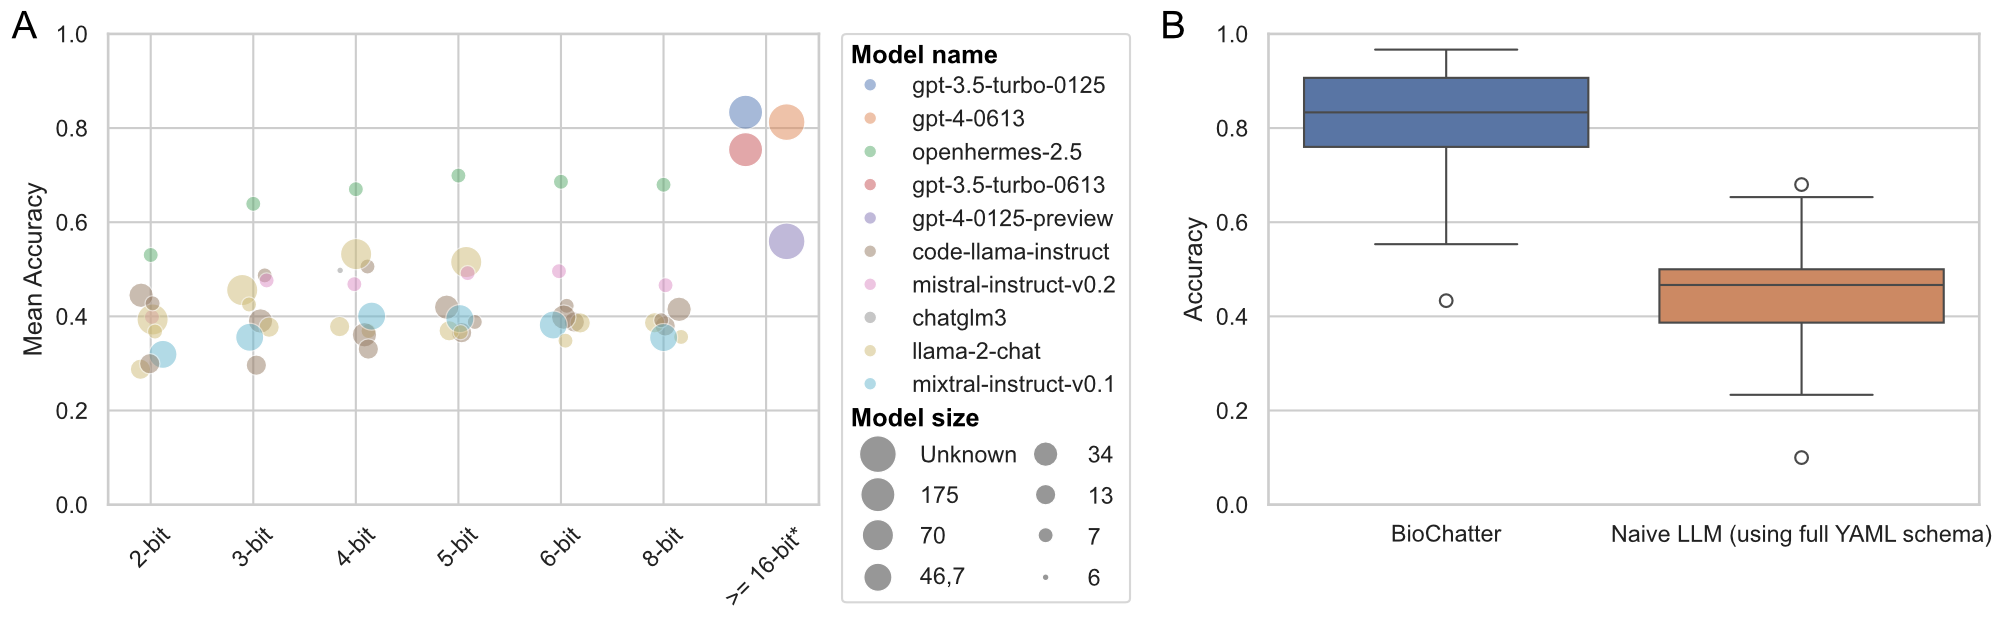 A
Mean Accuracy
1.0
0.8
0.6
0.4
0.2
0.0
2-bit
3-bit
4-bit
5-bit
6-bit
8-bit
>= 16-bit*
Model name
gpt-3.5-turbo-0125
gpt-4-0613
openhermes-2.5
gpt-3.5-turbo-0613
gpt-4-0125-preview
code-llama-instruct
mistral-instruct-v0.2
chatglm3
llama-2-chat
mixtral-instruct-v0.1
Model size
Unknown 34
175 13
70 7
46,7 6
B
Accuracy
1.0
0.8
0.6
0.4
0.2
0.0
BioChatter
Naive LLM (using full YAML schema)